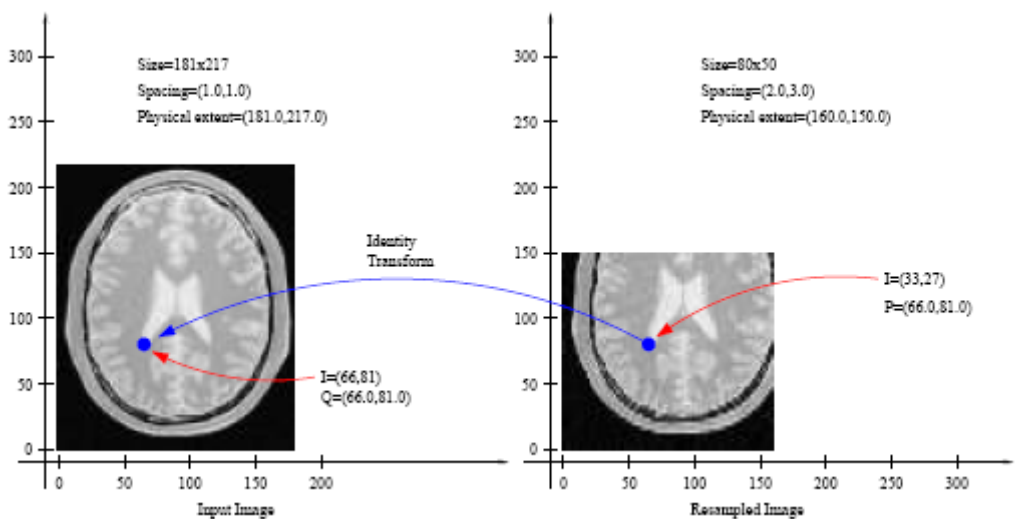 300
250
200
150
100
50
0
0 50 100 150 200
Size=181x217
Spacing=(1.0,1.0)
Physical extent=(181.0,217.0)
I=(66,81)
Q=(66.0,81.0)
Input Image
Identity
Transform
300
250
200
150
100
50
0
0 50 100 150 200 250 300
Size=80x50
Spacing=(2.0,3.0)
Physical extent=(160.0,150.0)
I=(33,27)
P=(66.0,81.0)
Resampled Image